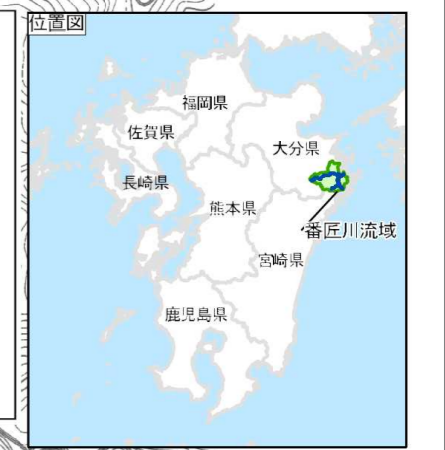 位置図
福岡県
佐賀県
大分県
長崎県
熊本県
番匠川流域
宮崎県
鹿児島県